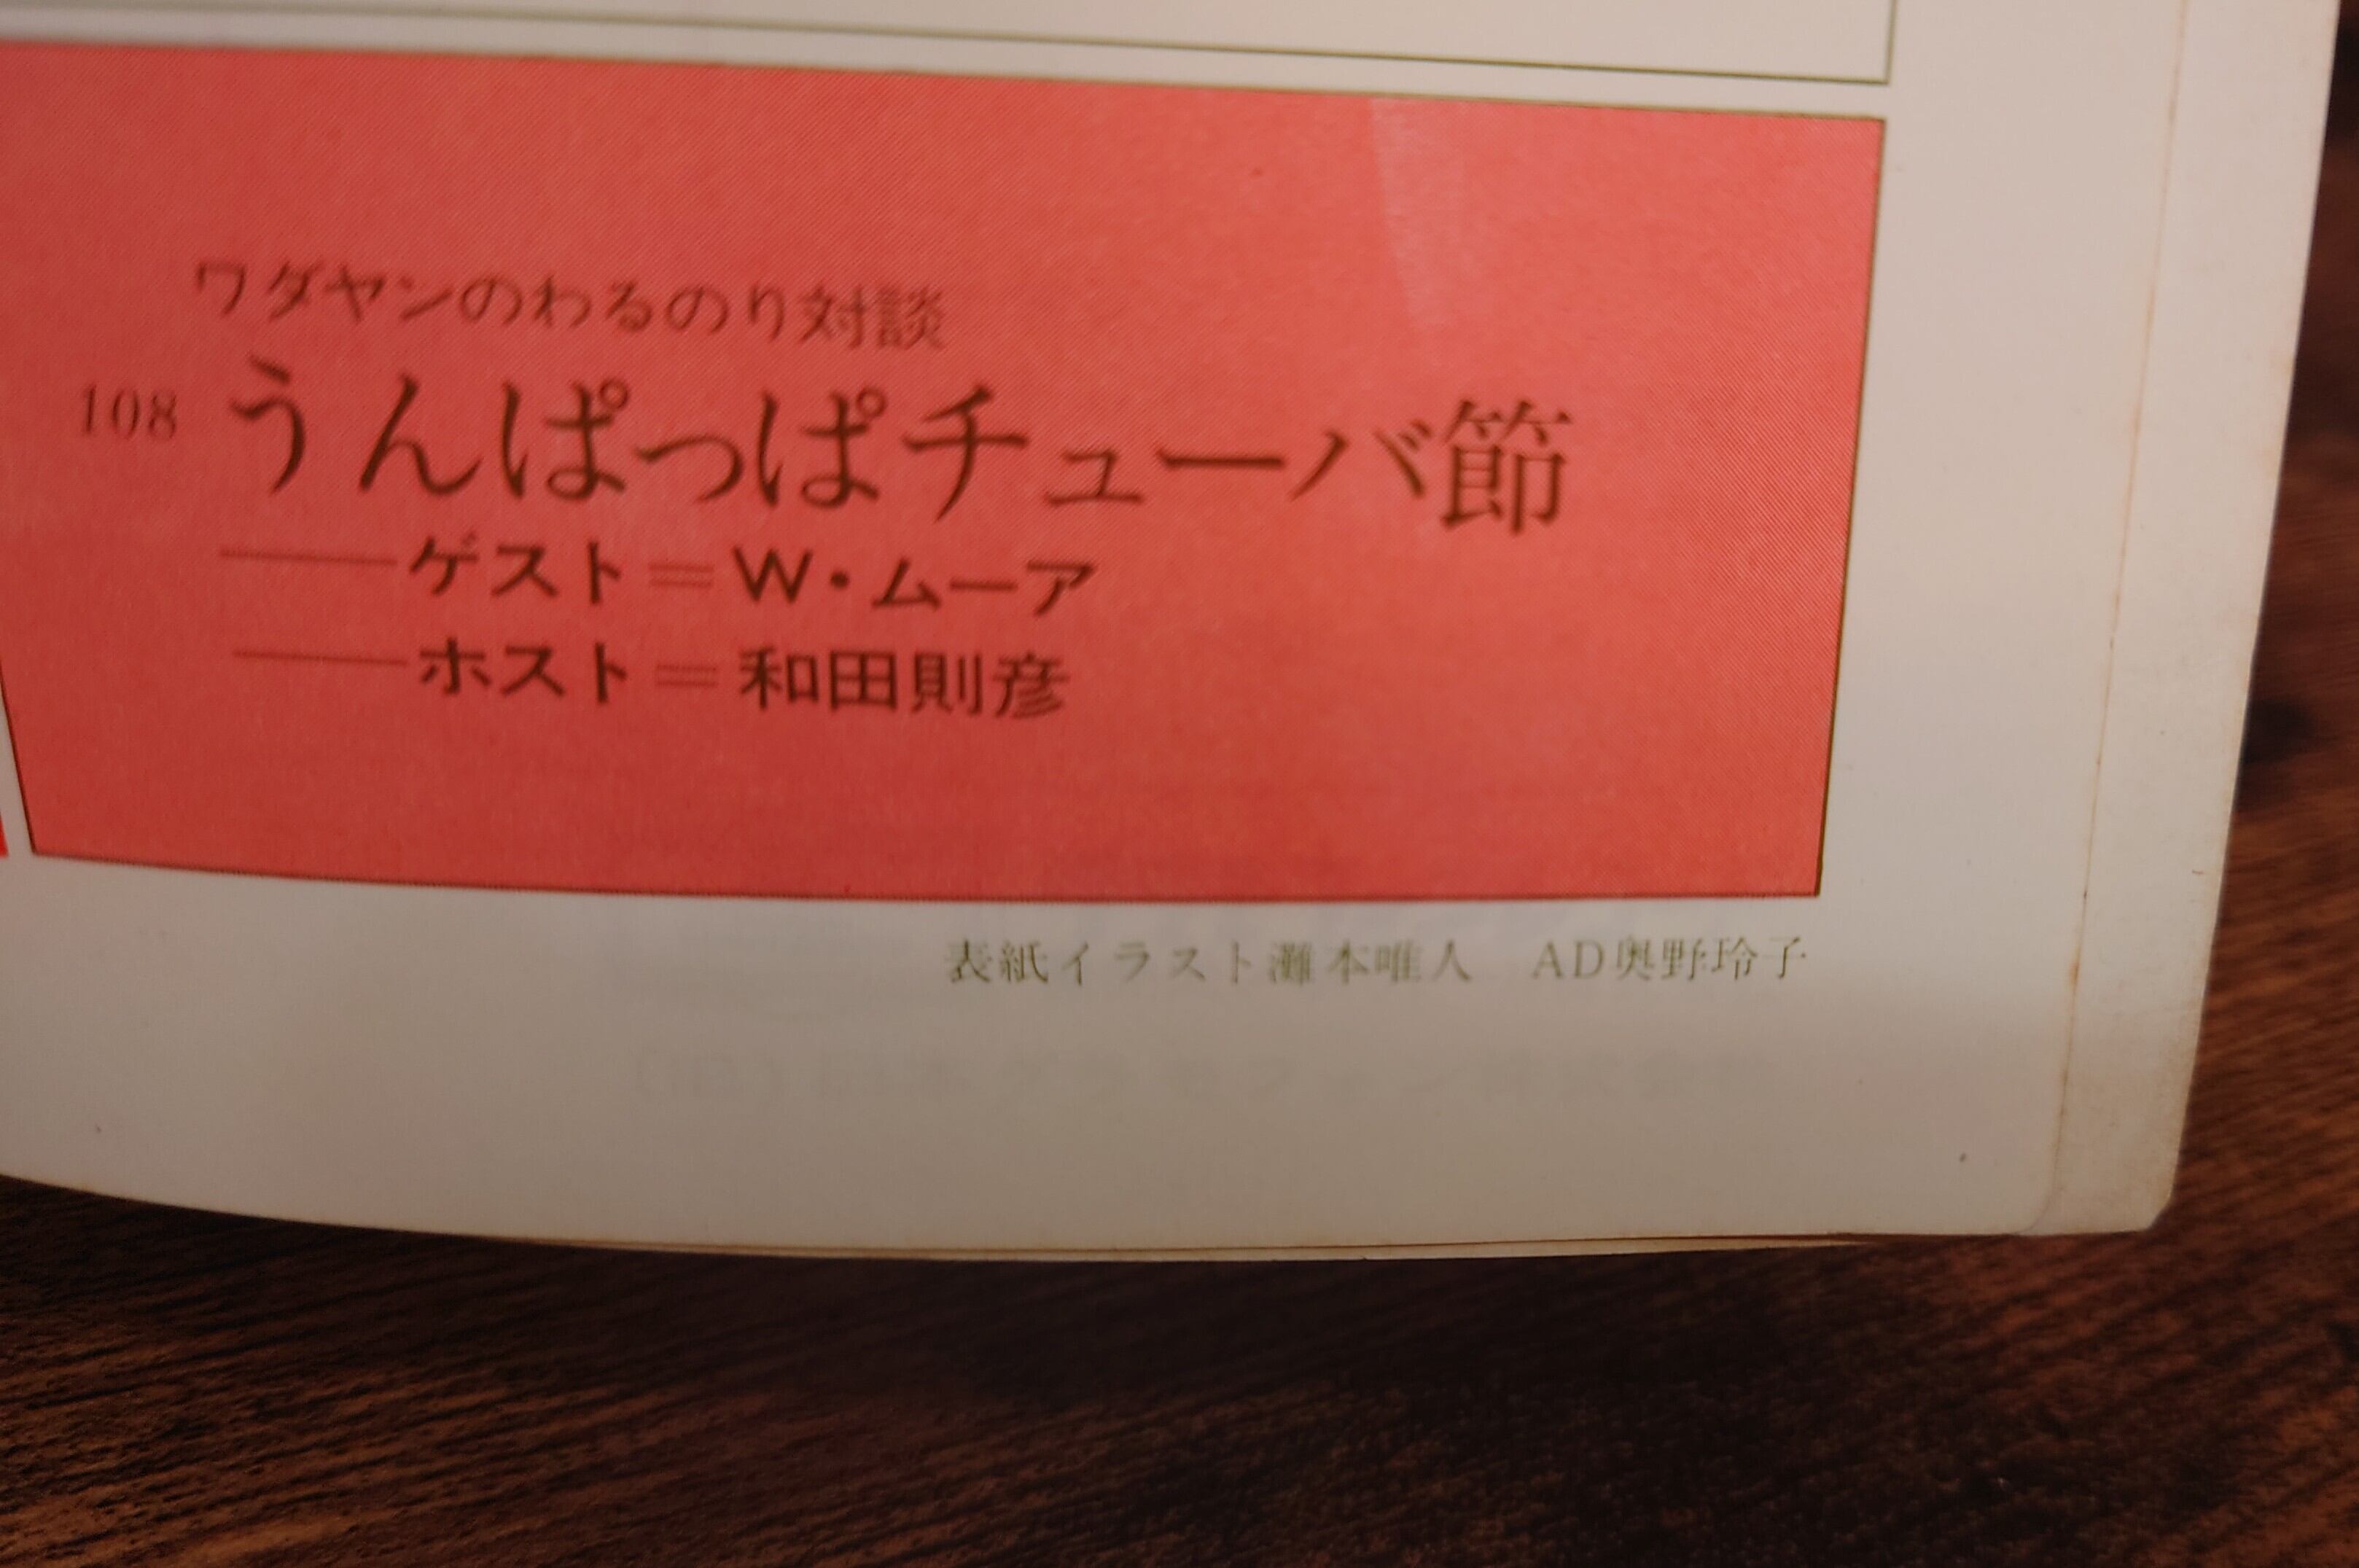 ワダヤンのわるのり対談
108 うんぱっぱチューバ節
――ゲスト＝W・ムーア
――ホスト＝和田則彦
表紙イラスト灘本唯人　AD奥野玲子